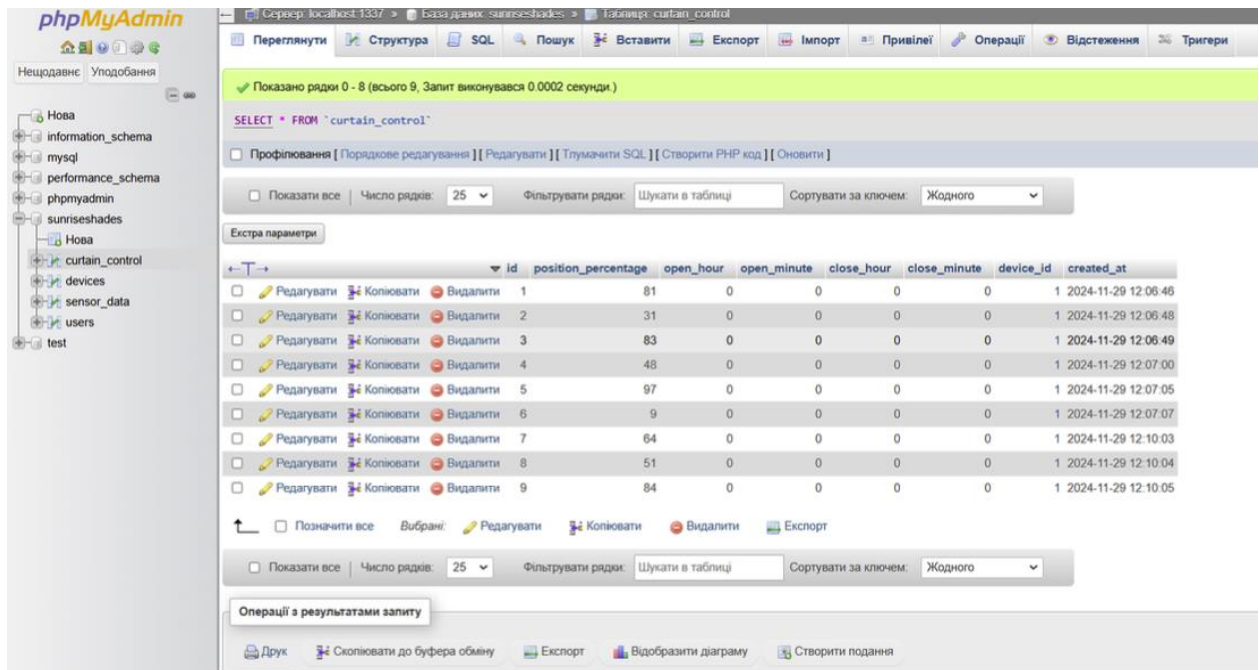 phpMyAdmin
Нещодавнє Уподобання
Нова
information_schema
mysql
performance_schema
phpmyadmin
sunriseshades
Нова
curtain_control
devices
sensor_data
users
test
← Сервер: localhost:1337 » База даних: sunriseshades » Таблиця: curtain_control
Переглянути Структура SQL Пошук Вставити Експорт Імпорт Привілеї Операції Відстеження Тригери
Показано рядки 0 - 8 (всього 9, Запит виконувався 0.0002 секунди.)
SELECT * FROM `curtain_control`
Профілювання [ Порядкове редагування ] [ Редагувати ] [ Тлумачити SQL ] [ Створити PHP код ] [ Оновити ]
Показати все | Число рядків: 25 Фільтрувати рядки: Шукати в таблиці Сортувати за ключем: Жодного
Екстра параметри
←T→ id position_percentage open_hour open_minute close_hour close_minute device_id created_at
Редагувати Копіювати Видалити 1 81 0 0 0 0 1 2024-11-29 12:06:46
Редагувати Копіювати Видалити 2 31 0 0 0 0 1 2024-11-29 12:06:48
Редагувати Копіювати Видалити 3 83 0 0 0 0 1 2024-11-29 12:06:49
Редагувати Копіювати Видалити 4 48 0 0 0 0 1 2024-11-29 12:07:00
Редагувати Копіювати Видалити 5 97 0 0 0 0 1 2024-11-29 12:07:05
Редагувати Копіювати Видалити 6 9 0 0 0 0 1 2024-11-29 12:07:07
Редагувати Копіювати Видалити 7 64 0 0 0 0 1 2024-11-29 12:10:03
Редагувати Копіювати Видалити 8 51 0 0 0 0 1 2024-11-29 12:10:04
Редагувати Копіювати Видалити 9 84 0 0 0 0 1 2024-11-29 12:10:05
Позначити все Вибрані: Редагувати Копіювати Видалити Експорт
Показати все | Число рядків: 25 Фільтрувати рядки: Шукати в таблиці Сортувати за ключем: Жодного
Операції з результатами запиту
Друк Скопіювати до буфера обміну Експорт Відобразити діаграму Створити подання